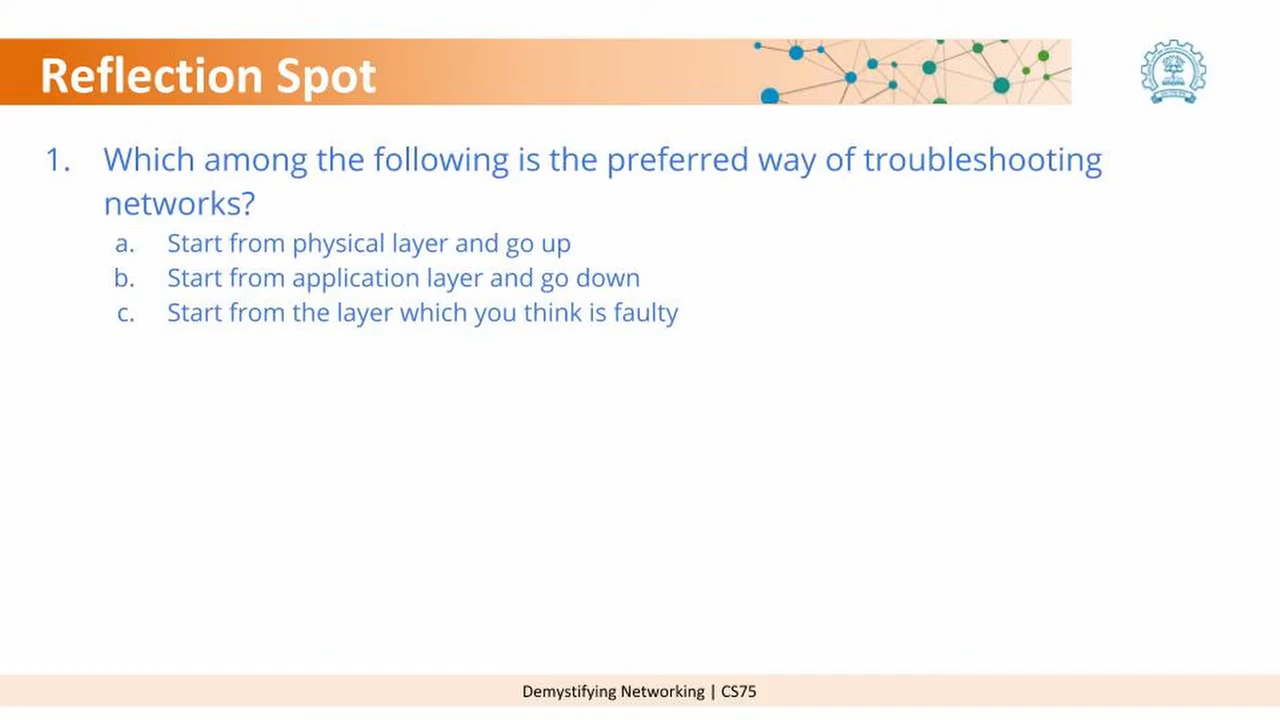 Reflection Spot
1. Which among the following is the preferred way of troubleshooting
networks?
a. Start from physical layer and go up
b. Start from application layer and go down
c. Start from the layer which you think is faulty
Demystifying Networking | CS75